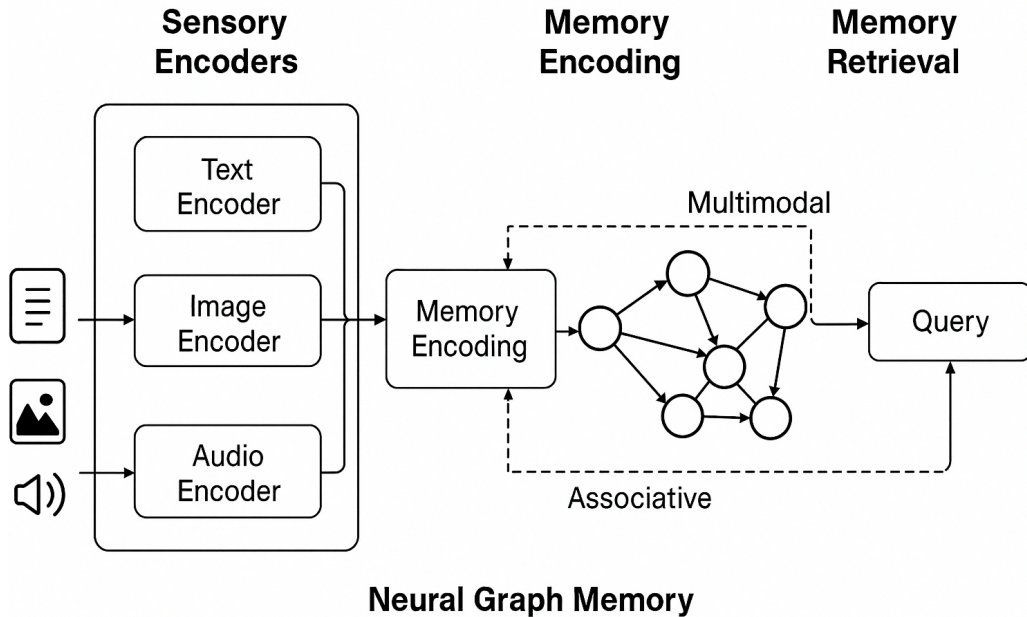 Sensory
Encoders
Memory
Encoding
Memory
Retrieval
Text
Encoder
Image
Encoder
Audio
Encoder
Memory
Encoding
Multimodal
Associative
Query
Neural Graph Memory